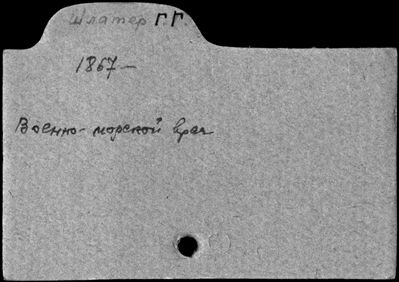 Шлатер Г.Г
1867 —
Военно-морской врач